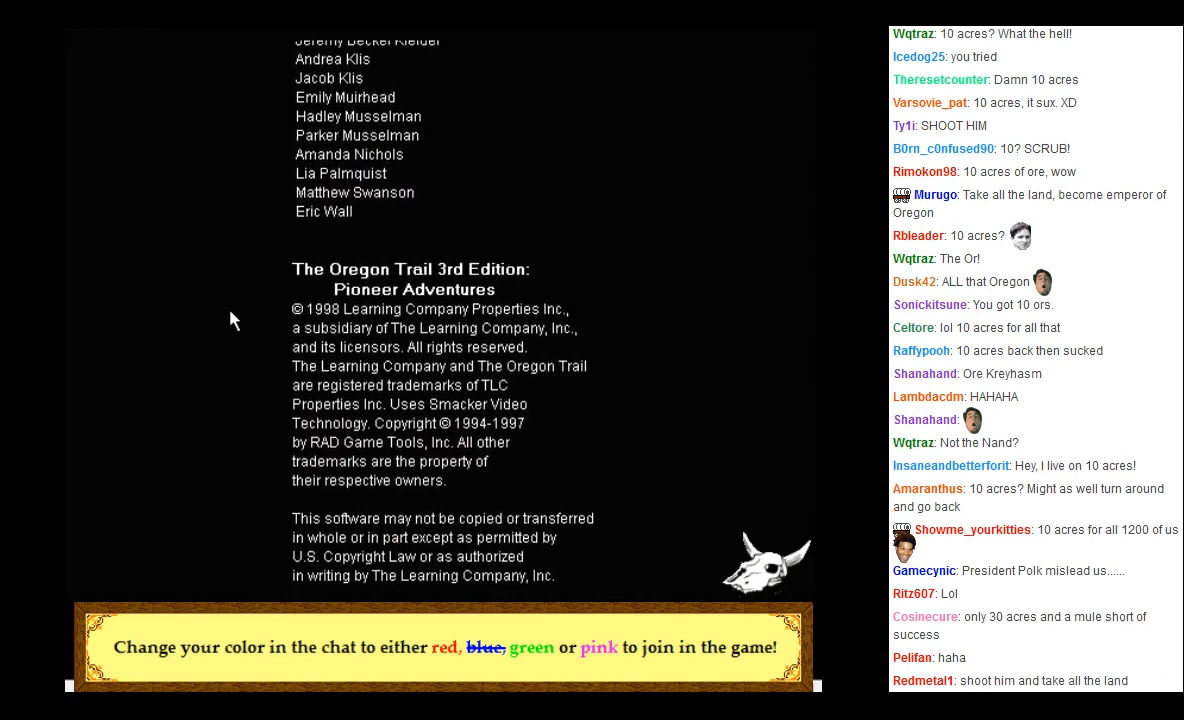 Andrea Klis
Jacob Klis
Emily Muirhead
Hadley Musselman
Parker Musselman
Amanda Nichols
Lia Palmquist
Matthew Swanson
Eric Wall
The Oregon Trail 3rd Edition:
Pioneer Adventures
© 1998 Learning Company Properties Inc.,
a subsidiary of The Learning Company, Inc.,
and its licensors. All rights reserved.
The Learning Company and The Oregon Trail
are registered trademarks of TLC
Properties Inc. Uses Smacker Video
Technology. Copyright © 1994-1997
by RAD Game Tools, Inc. All other
trademarks are the property of
their respective owners.
This software may not be copied or transferred
in whole or in part except as permitted by
U.S. Copyright Law or as authorized
in writing by The Learning Company, Inc.
Change your color in the chat to either red, blue, green or pink to join in the game!
Wqtraz: 10 acres? What the hell!
Icedog25: you tried
Theresetcounter: Damn 10 acres
Varsovie_pat: 10 acres, it sux. XD
Ty1i: SHOOT HIM
B0rn_c0nfused90: 10? SCRUB!
Rimokon98: 10 acres of ore, wow
Murugo: Take all the land, become emperor of
Oregon
Rbleader: 10 acres?
Wqtraz: The Or!
Dusk42: ALL that Oregon
Sonickitsune: You got 10 ors.
Celtore: lol 10 acres for all that
Raffypooh: 10 acres back then sucked
Shanahand: Ore Kreyhasm
Lambdacdm: HAHAHA
Shanahand:
Wqtraz: Not the Nand?
Insaneandbetterforit: Hey, I live on 10 acres!
Amaranthus: 10 acres? Might as well turn around
and go back
Showme_yourkitties: 10 acres for all 1200 of us
Gamecynic: President Polk mislead us......
Ritz607: Lol
Cosinecure: only 30 acres and a mule short of
success
Pelifan: haha
Redmetal1: shoot him and take all the land